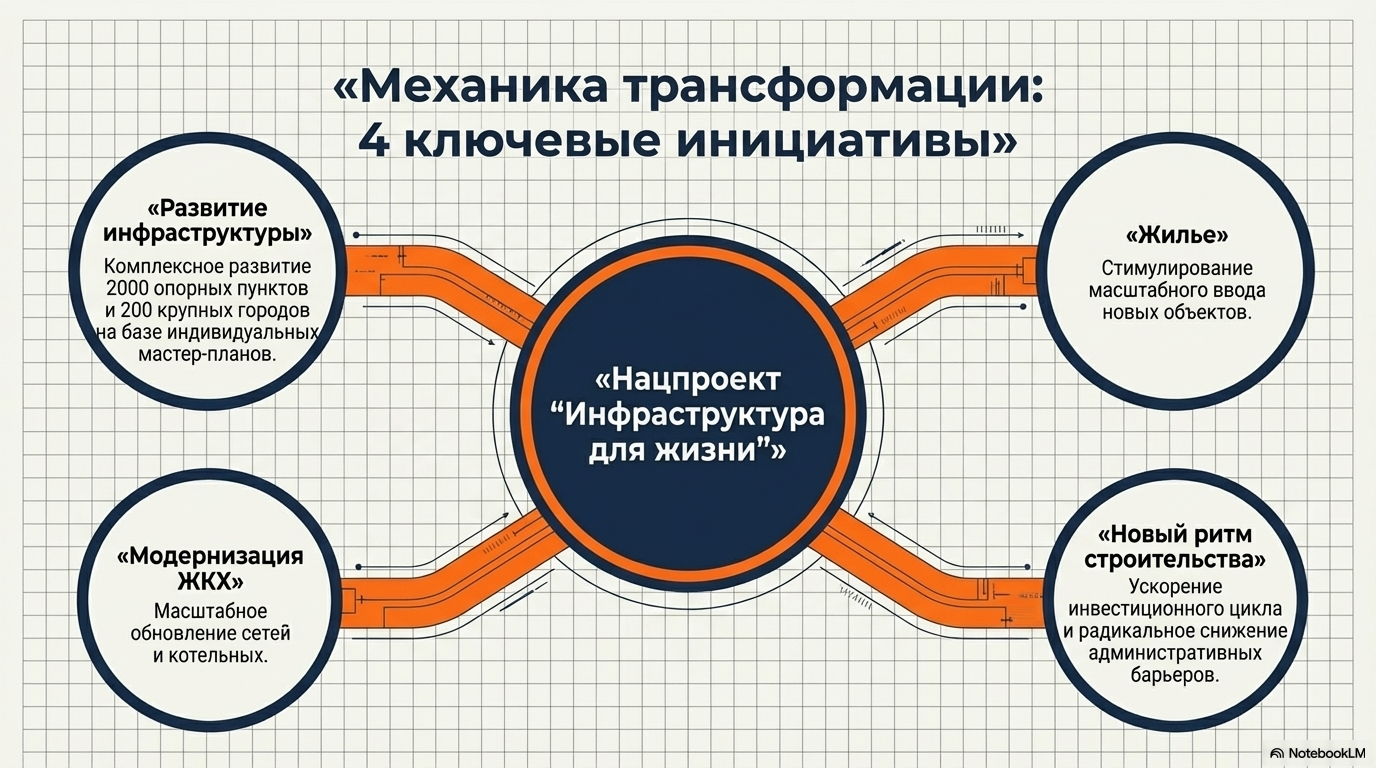 «Механика трансформации:
4 ключевые инициативы»
«Развитие
инфраструктуры»
Комплексное развитие
2000 опорных пунктов
и 200 крупных городов
на базе индивидуальных
мастер-планов.
«Жилье»
Стимулирование
масштабного ввода
новых объектов.
«Нацпроект
“Инфраструктура
для жизни”»
«Модернизация
ЖКХ»
Масштабное
обновление сетей
и котельных.
«Новый ритм
строительства»
Ускорение
инвестиционного цикла
и радикальное снижение
административных
барьеров.
NotebookLM